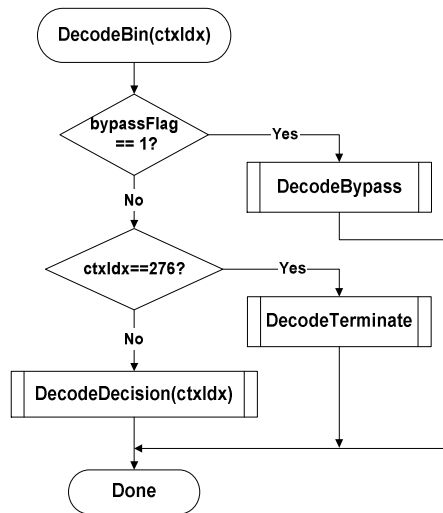 DecodeBin(ctxIdx)
bypassFlag
== 1?
Yes
DecodeBypass
No
ctxIdx==276?
Yes
DecodeTerminate
No
DecodeDecision(ctxIdx)
Done